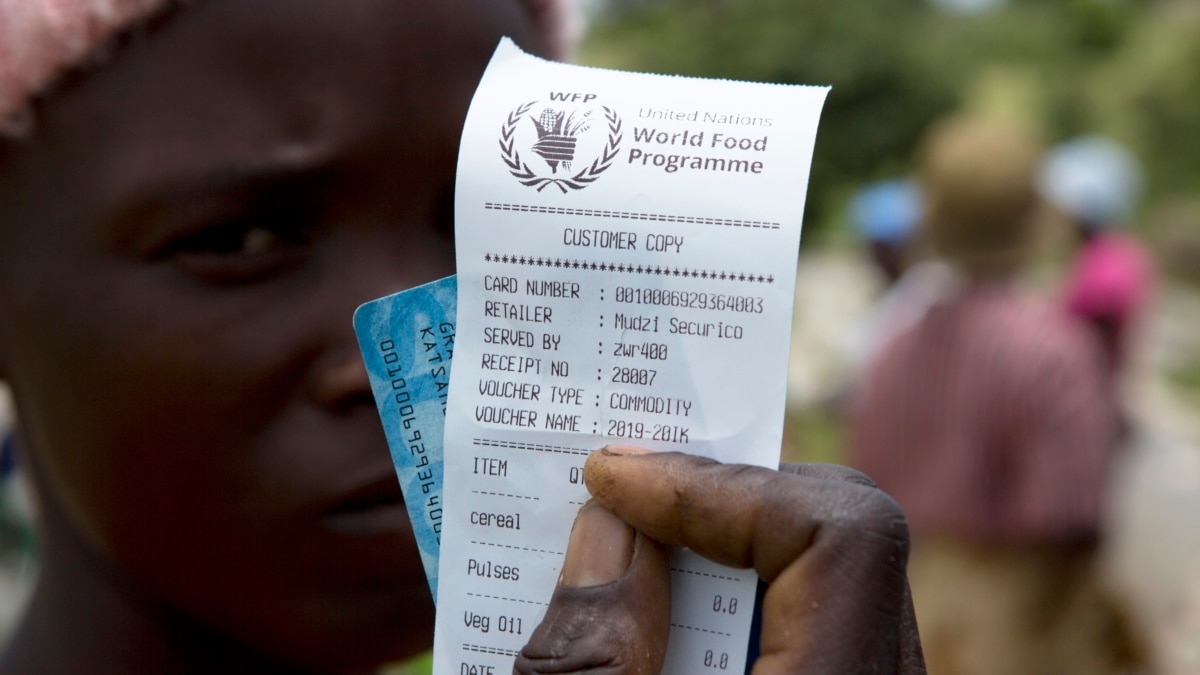 WFP
United Nations
World Food
Programme
=================================
CUSTOMER COPY
*********************************
CARD NUMBER : 0010006929364003
RETAILER : Mudzi Securico
SERVED BY : zwr400
RECEIPT NO : 28007
VOUCHER TYPE : COMMODITY
VOUCHER NAME : 2019-20IK
ITEM
cereal
Pulses 0.0
Veg Oil 0.0
DATE